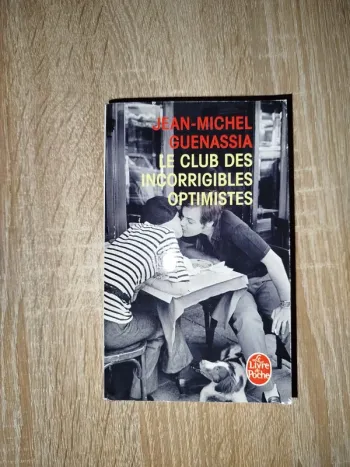 JEAN-MICHEL
GUENASSIA
LE CLUB DES
INCORRIGIBLES
OPTIMISTES
Le
Livre
de
Poche